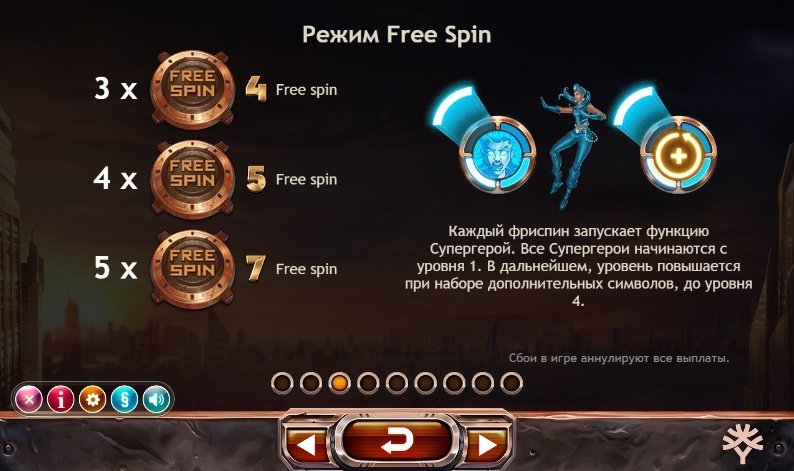 Режим Free Spin
3 x FREE SPIN 4 Free spin
4 x FREE SPIN 5 Free spin
5 x FREE SPIN 7 Free spin
Каждый фриспин запускает функцию
Супергерой. Все Супергерои начинаются с
уровня 1. В дальнейшем, уровень повышается
при наборе дополнительных символов, до уровня
4.
Сбои в игре аннулируют все выплаты.